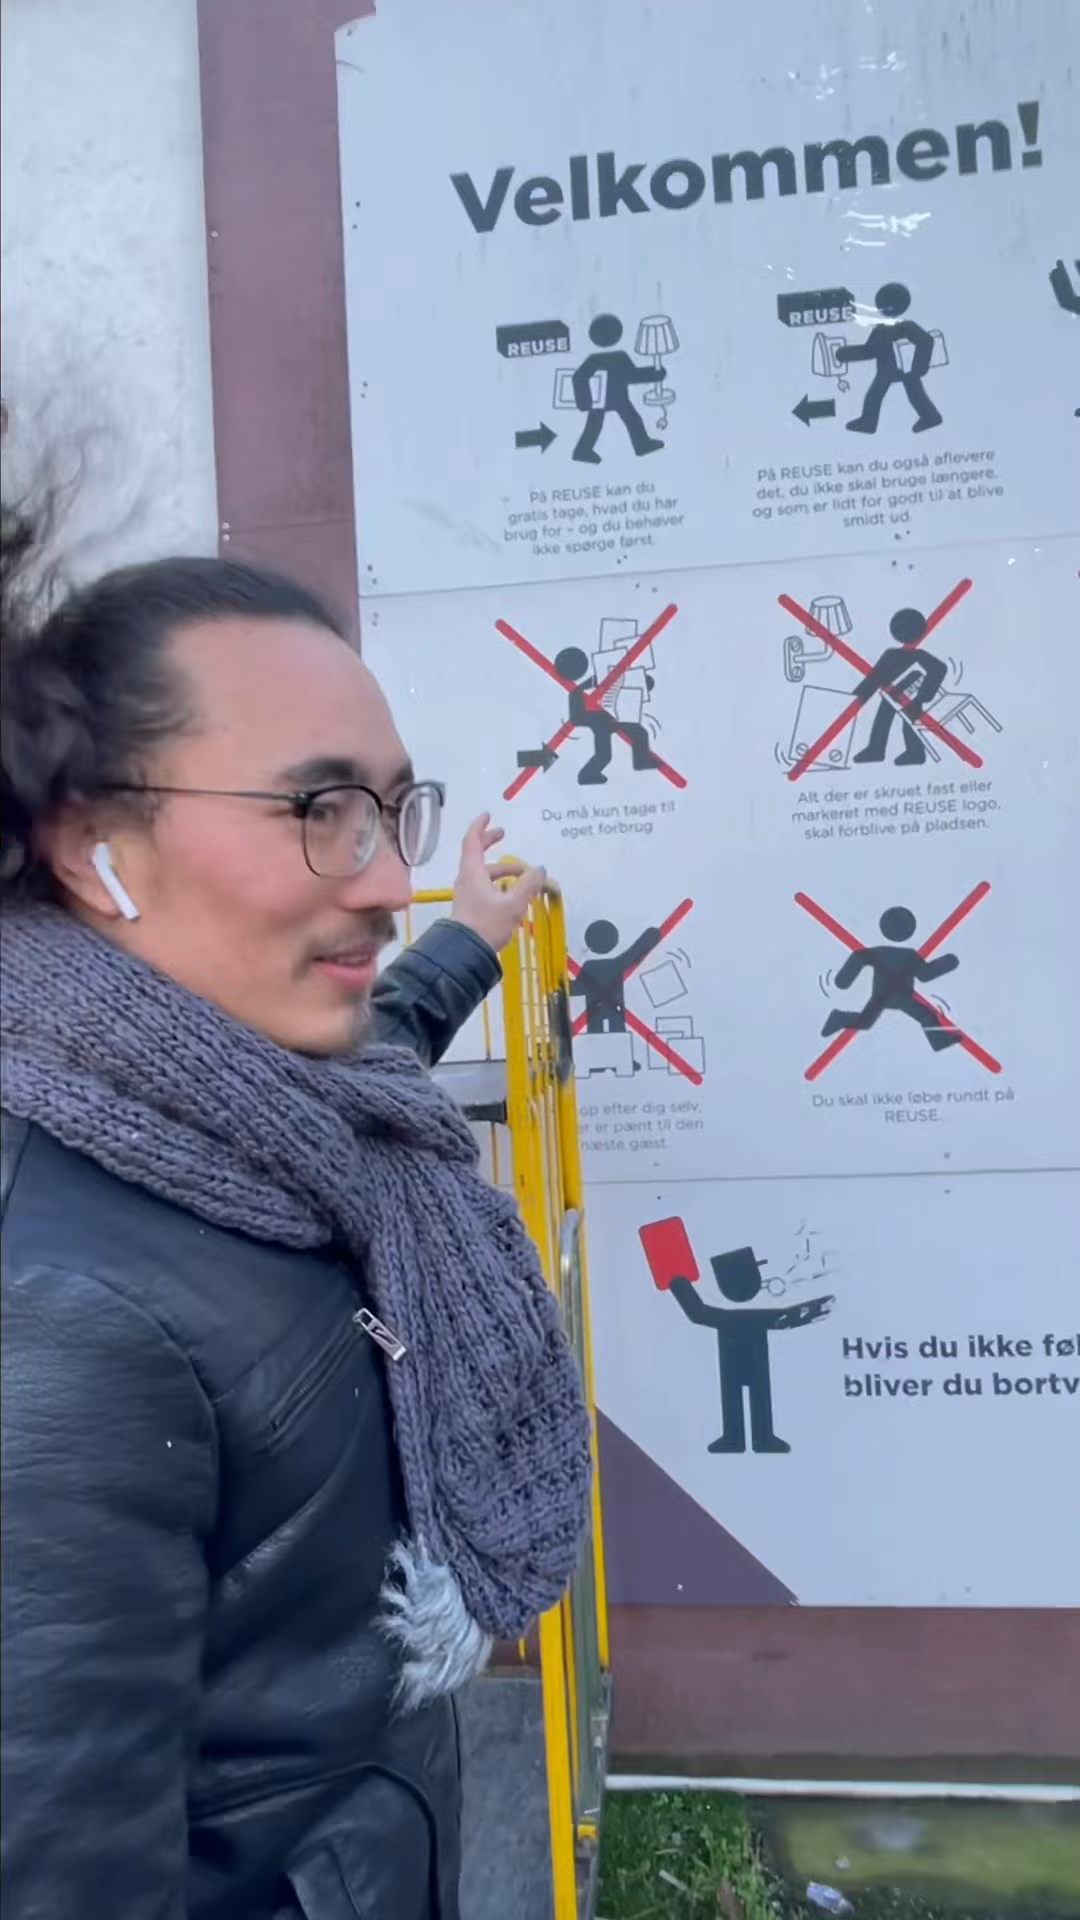 Velkommen!
REUSE
På REUSE kan du
gratis tage, hvad du har
brug for – og du behøver
ikke spørge først.
REUSE
På REUSE kan du også aflevere
det, du ikke skal bruge længere,
og som er lidt for godt til at blive
smidt ud.
Du må kun tage til
eget forbrug
Alt der er skruet fast eller
markeret med REUSE logo,
skal forblive på pladsen.
op efter dig selv,
er pænt til den
næste gæst.
Du skal ikke løbe rundt på
REUSE.
Hvis du ikke
bliver du